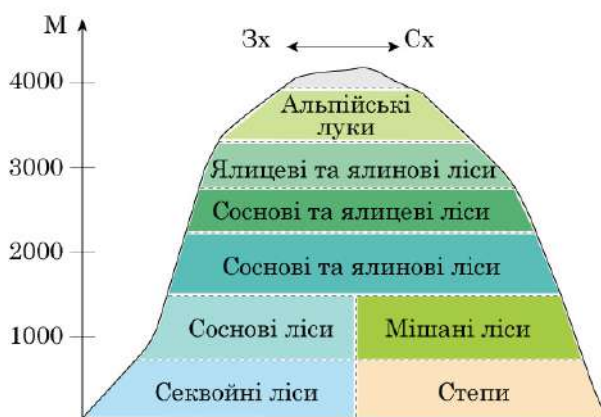 М
Зх
Сх
4000
Альпійські
луки
3000
Ялицеві та ялинові ліси
Соснові та ялицеві ліси
2000
Соснові та ялинові ліси
1000
Соснові ліси
Мішані ліси
Секвойні ліси
Степи